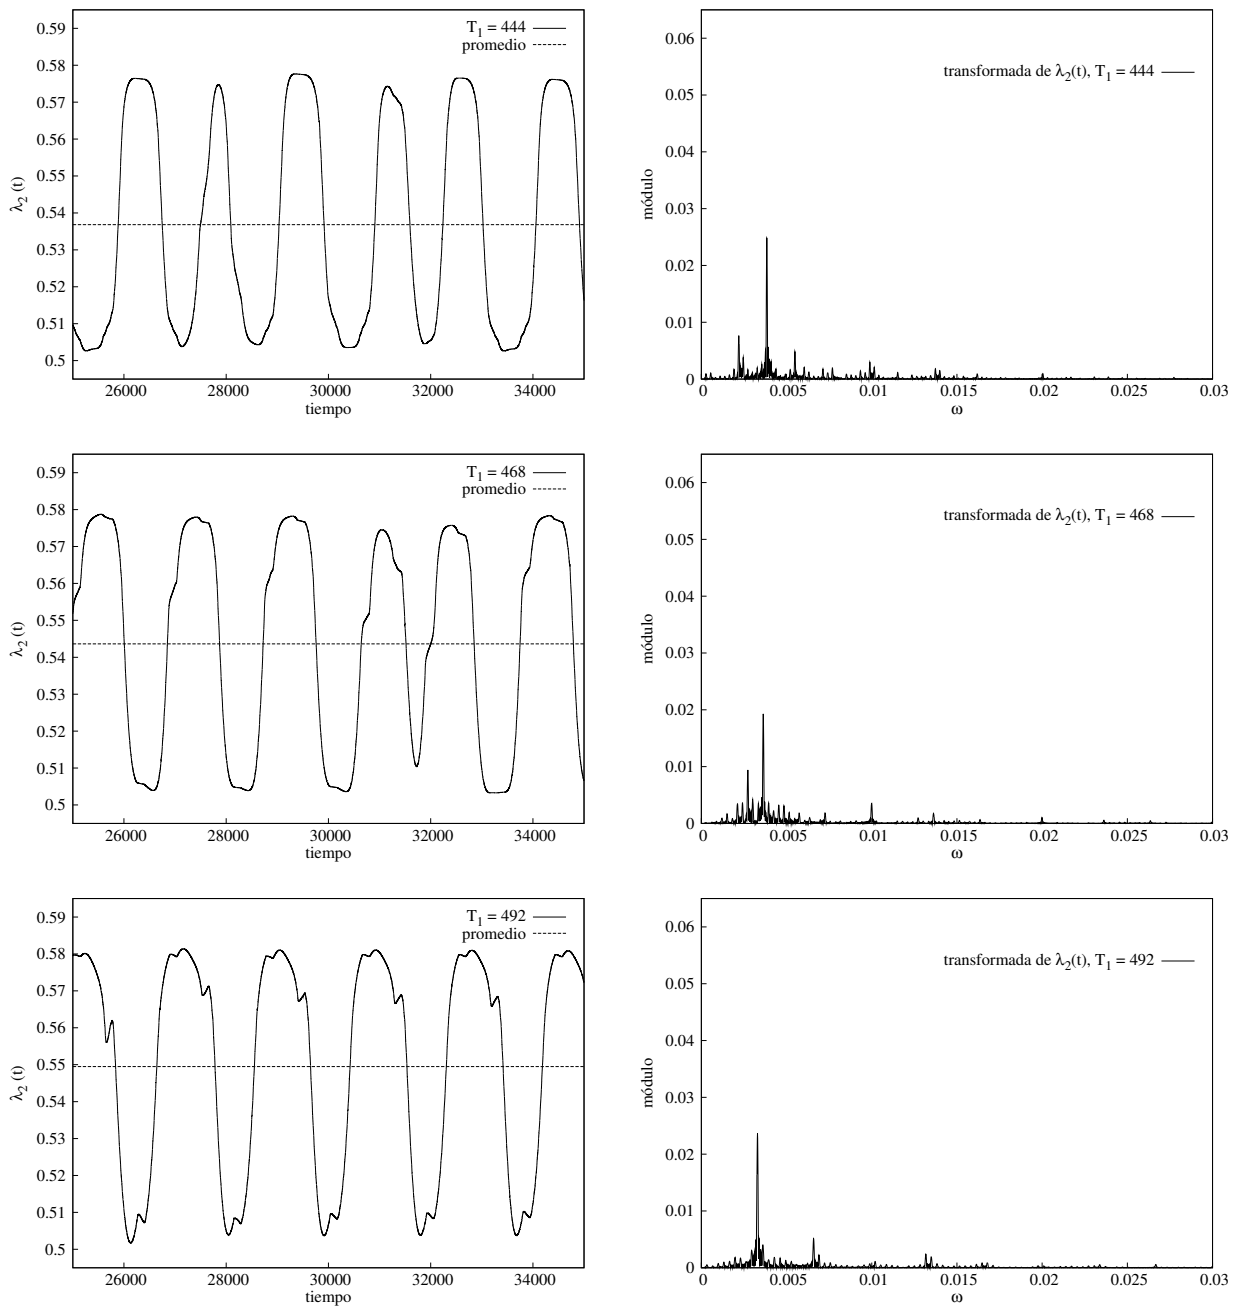 T1 = 444
promedio
0.59
0.58
0.57
0.56
0.55
0.54
0.53
0.52
0.51
0.5
λ2 (t)
26000 28000 30000 32000 34000
tiempo
transformada de λ2(t), T1 = 444
0.06
0.05
0.04
0.03
0.02
0.01
0
módulo
0 0.005 0.01 0.015 0.02 0.025 0.03
ω
T1 = 468
promedio
0.59
0.58
0.57
0.56
0.55
0.54
0.53
0.52
0.51
0.5
λ2 (t)
26000 28000 30000 32000 34000
tiempo
transformada de λ2(t), T1 = 468
0.06
0.05
0.04
0.03
0.02
0.01
0
módulo
0 0.005 0.01 0.015 0.02 0.025 0.03
ω
T1 = 492
promedio
0.59
0.58
0.57
0.56
0.55
0.54
0.53
0.52
0.51
0.5
λ2 (t)
26000 28000 30000 32000 34000
tiempo
transformada de λ2(t), T1 = 492
0.06
0.05
0.04
0.03
0.02
0.01
0
módulo
0 0.005 0.01 0.015 0.02 0.025 0.03
ω